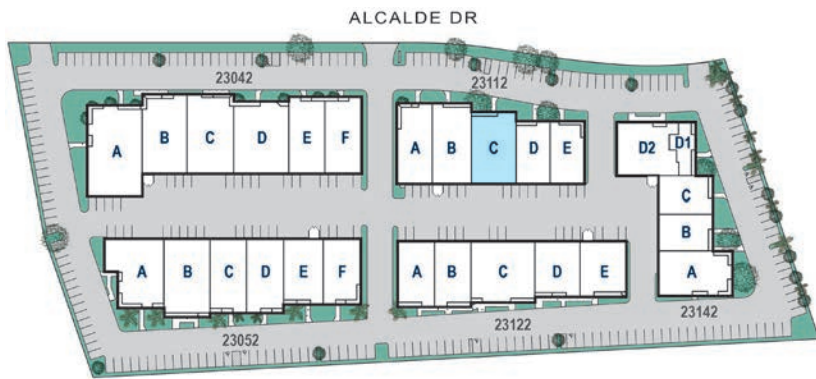 ALCALDE DR
23042
23112
A B C D E F
A B C D E
D2 D1
C
B
A
A B C D E F
A B C D E
23052
23122
23142